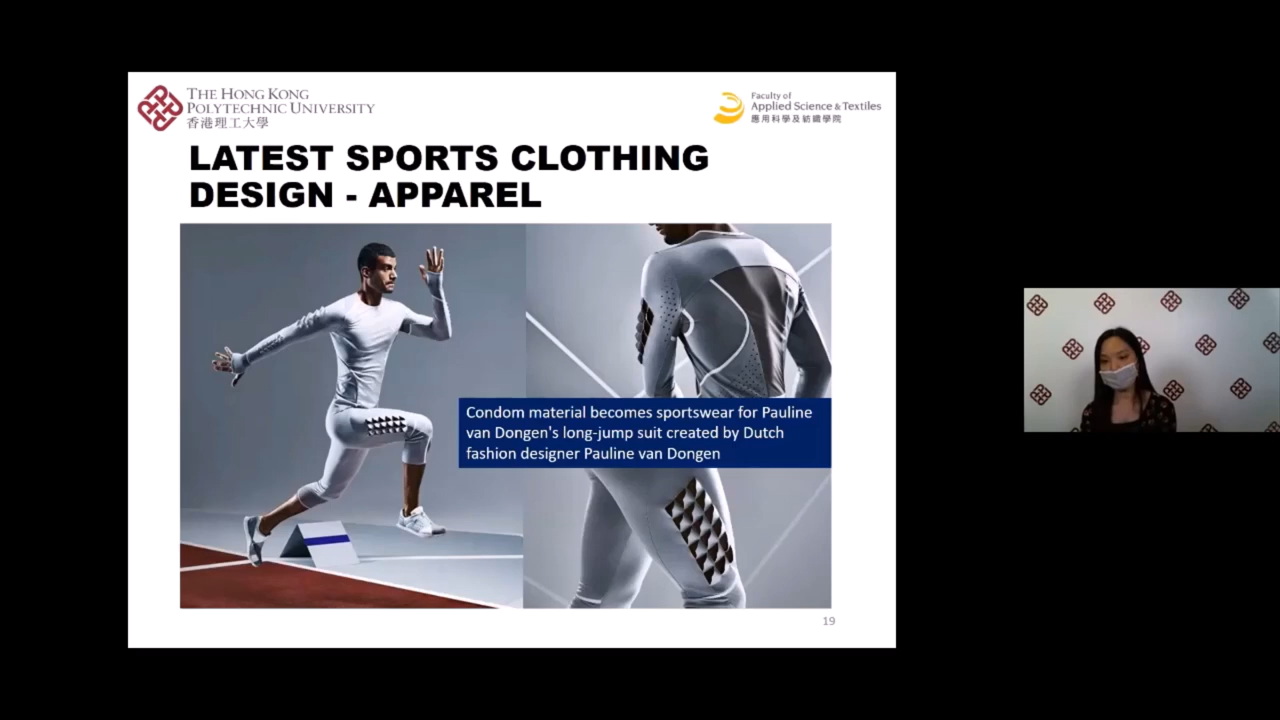 THE HONG KONG
POLYTECHNIC UNIVERSITY
香港理工大學
Faculty of
Applied Science & Textiles
應用科學及紡織學院
LATEST SPORTS CLOTHING
DESIGN - APPAREL
Condom material becomes sportswear for Pauline
van Dongen's long-jump suit created by Dutch
fashion designer Pauline van Dongen
19